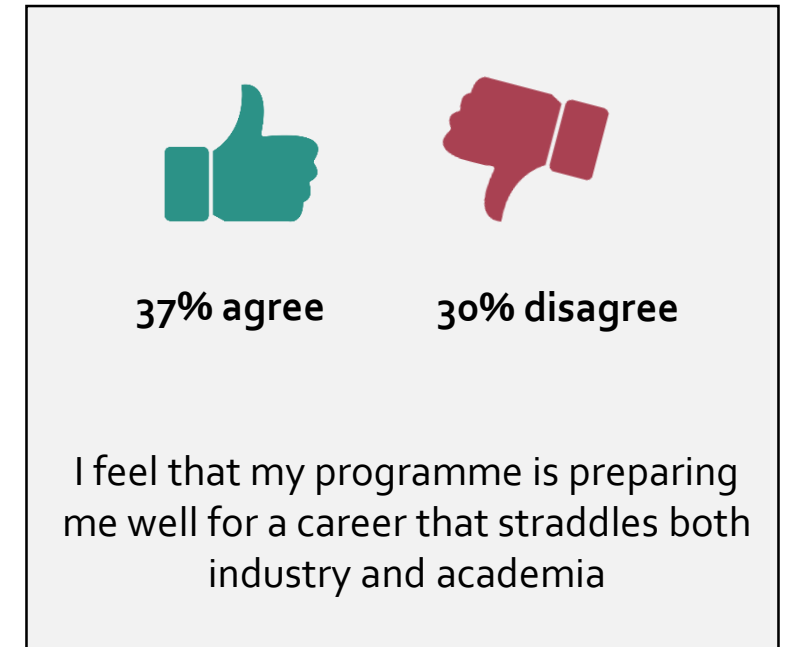 37% agree
30% disagree
I feel that my programme is preparing
me well for a career that straddles both
industry and academia